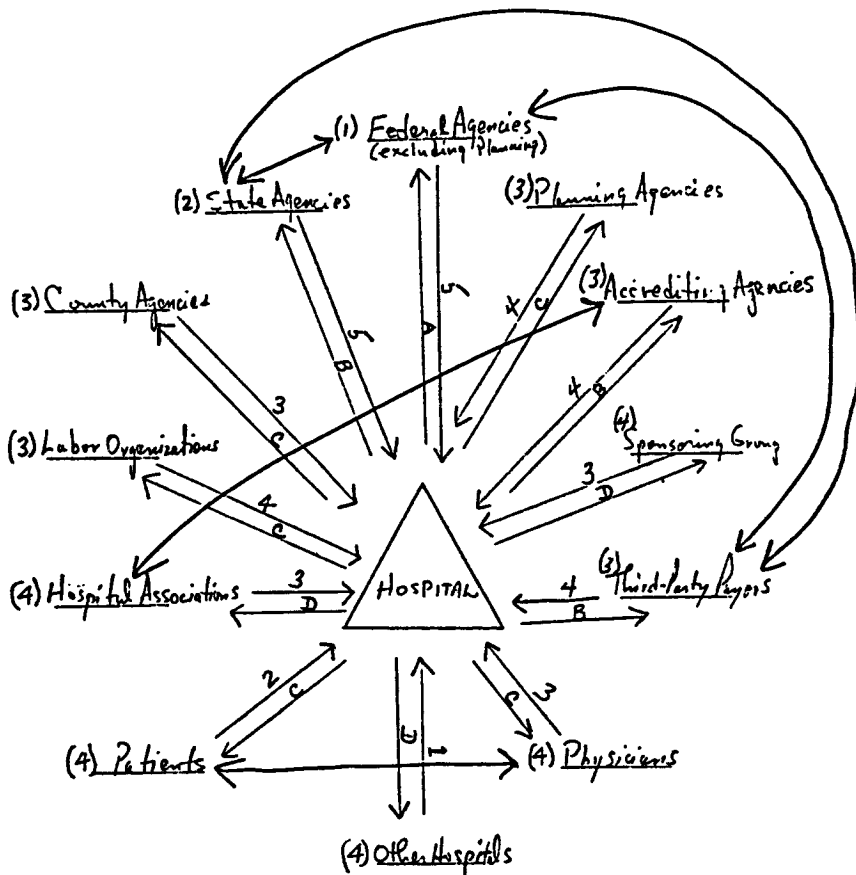 (1) Federal Agencies
(excluding Planning)
(2) State Agencies
(3) Planning Agencies
(3) County Agencies
(3) Accrediting Agencies
5
A
5
B
4
C
4
B
3
C
(3) Labor Organizations
(4) Sponsoring Group
4
C
3
D
(4) Hospital Associations
3
D
HOSPITAL
4
B
(3) Third-Party Payers
2
C
D
1
C
3
(4) Patients
(4) Physicians
(4) Other Hospitals